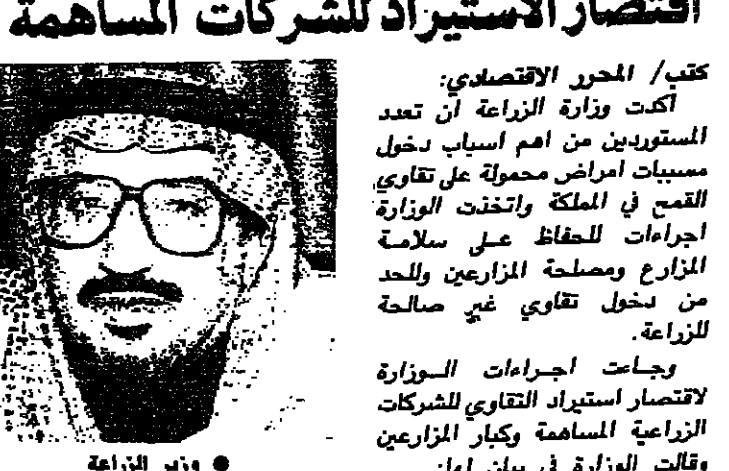 اقتصار الاستيراد للشركات المساهمة
كتب/ المحرر الاقتصادي:
أكدت وزارة الزراعة ان تعدد
المستوردين من اهم اسباب دخول
مسببات امراض محمولة على تقاوي
القمح في المملكة واتخذت الوزارة
اجراءات للحفاظ على سلامة
المزارع ومصلحة المزارعين وللحد
من دخول تقاوي غير صالحة
للزراعة.
وجاءت اجراءات الوزارة
لاقتصار استيراد التقاوي للشركات
الزراعية المساهمة وكبار المزارعين
وقالت الوزارة في بيان لها:
● وزير الزراعة